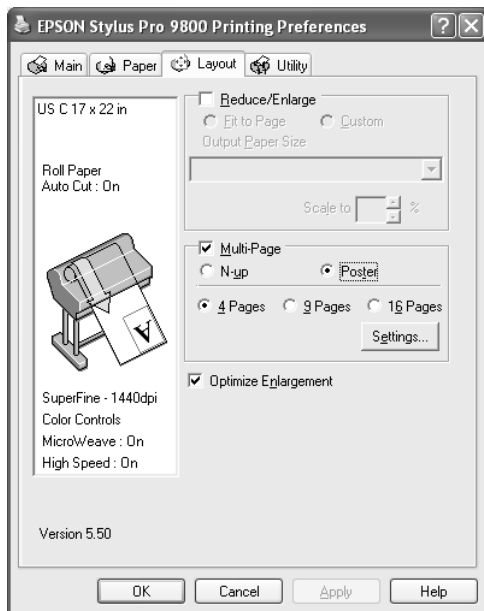 EPSON Stylus Pro 9800 Printing Preferences
Main Paper Layout Utility
US C 17 x 22 in
Roll Paper
Auto Cut : On
A
SuperFine - 1440dpi
Color Controls
MicroWeave : On
High Speed : On
Version 5.50
Reduce/Enlarge
Fit to Page Custom
Output Paper Size
Scale to %
Multi-Page
N-up Poster
4 Pages 9 Pages 16 Pages
Settings...
Optimize Enlargement
OK Cancel Apply Help